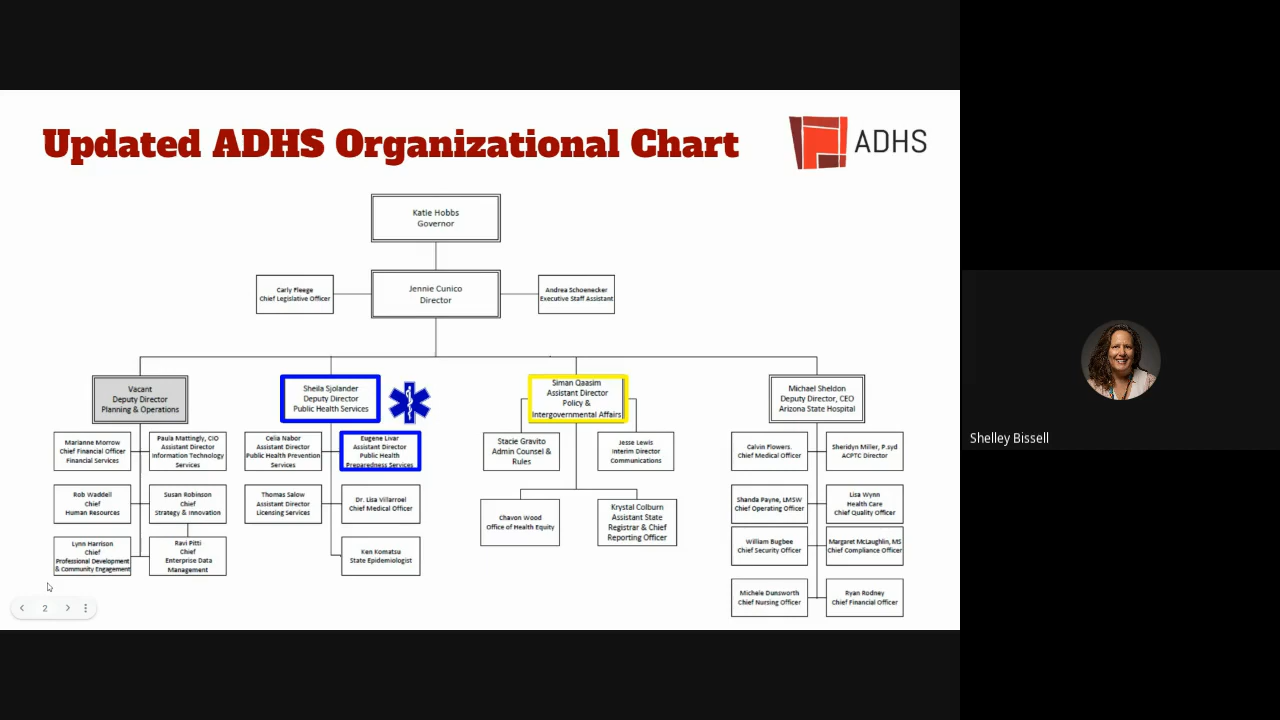 Updated ADHS Organizational Chart
ADHS
Katie Hobbs
Governor
Carly Fleege
Chief Legislative Officer
Jennie Cunico
Director
Andrea Schoenecker
Executive Staff Assistant
Vacant
Deputy Director
Planning & Operations
Sheila Sjolander
Deputy Director
Public Health Services
Siman Qaasim
Assistant Director
Policy &
Intergovernmental Affairs
Michael Sheldon
Deputy Director, CEO
Arizona State Hospital
Marianne Morrow
Chief Financial Officer
Financial Services
Paula Mattingly, CIO
Assistant Director
Information Technology
Services
Celia Nabor
Assistant Director
Public Health Prevention
Services
Eugene Livar
Assistant Director
Public Health
Preparedness Services
Stacie Gravito
Admin Counsel &
Rules
Jesse Lewis
Interim Director
Communications
Calvin Flowers.
Chief Medical Officer
Sheridyn Miller, P.syd
ACPTC Director
Rob Waddell
Chief
Human Resources
Susan Robinson
Chief
Strategy & Innovation
Thomas Salow
Assistant Director
Licensing Services
Dr. Lisa Villarroel
Chief Medical Officer
Chavon Wood
Office of Health Equity
Krystal Colburn
Assistant State
Registrar & Chief
Reporting Officer
Shanda Payne, LMSW
Chief Operating Officer
Lisa Wynn
Health Care
Chief Quality Officer
Lynn Harrison
Chief
Professional Development
& Community Engagement
Ravi Pitti
Chief
Enterprise Data
Management
Ken Komatsu
State Epidemiologist
William Bugbee
Chief Security Officer
Margaret McLaughlin, MS
Chief Compliance Officer
Michele Dunsworth
Chief Nursing Officer
Ryan Rodney
Chief Financial Officer
2
Shelley Bissell